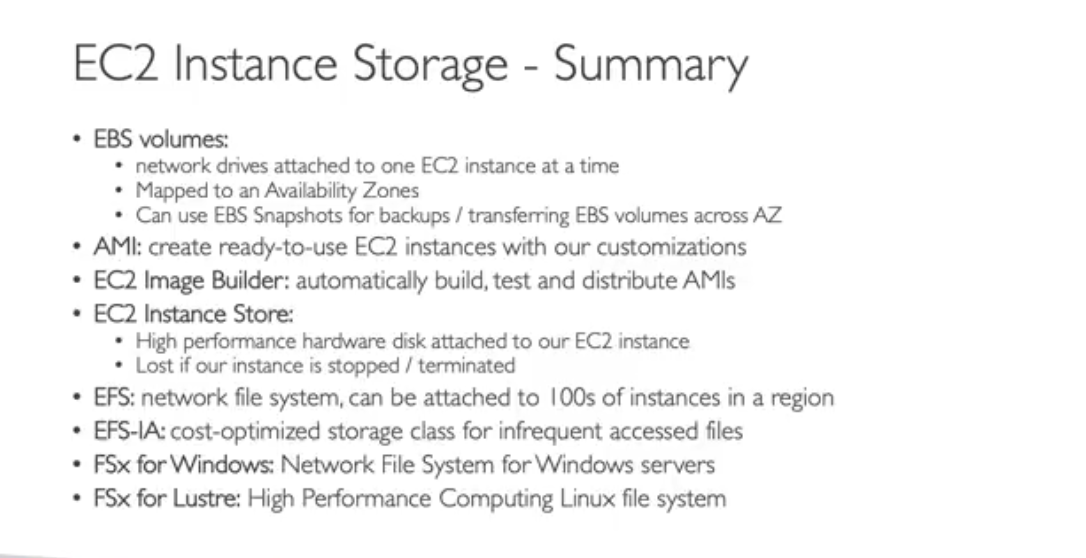 EC2 Instance Storage - Summary
• EBS volumes:
• network drives attached to one EC2 instance at a time
• Mapped to an Availability Zones
• Can use EBS Snapshots for backups / transferring EBS volumes across AZ
• AMI: create ready-to-use EC2 instances with our customizations
• EC2 Image Builder: automatically build, test and distribute AMIs
• EC2 Instance Store:
• High performance hardware disk attached to our EC2 instance
• Lost if our instance is stopped / terminated
• EFS: network file system, can be attached to 100s of instances in a region
• EFS-IA: cost-optimized storage class for infrequent accessed files
• FSx for Windows: Network File System for Windows servers
• FSx for Lustre: High Performance Computing Linux file system